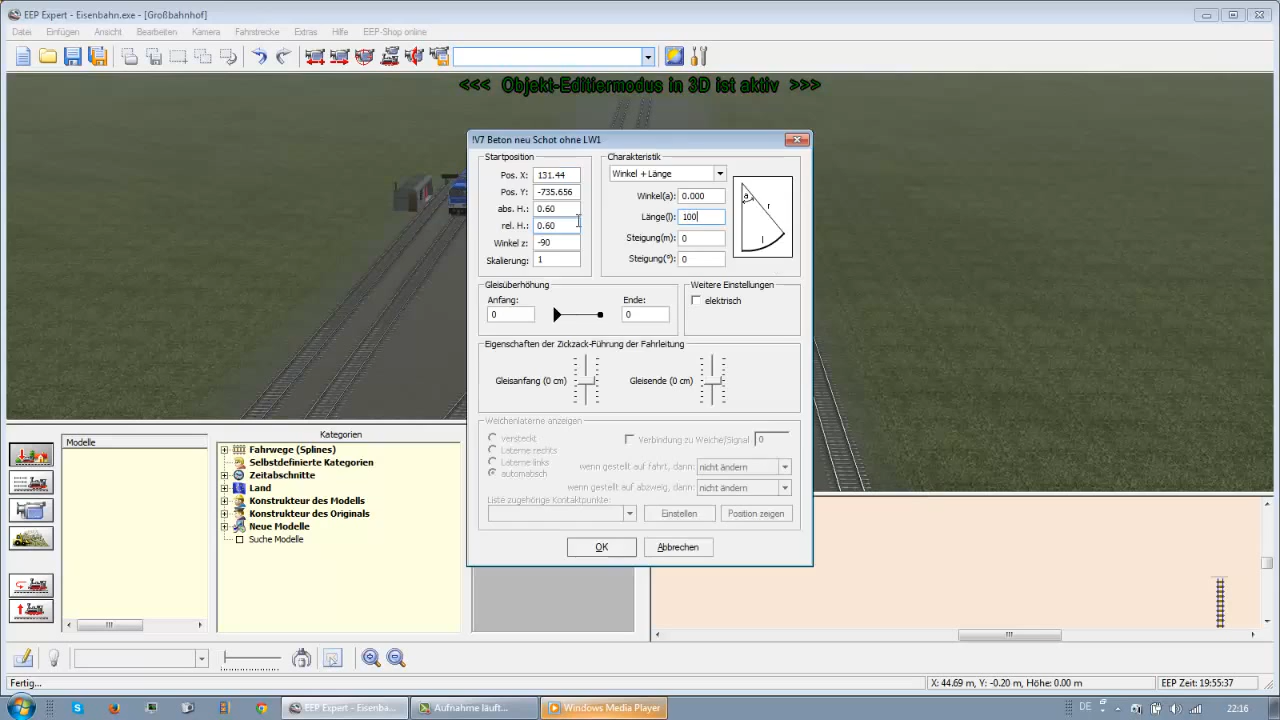 EEP Expert - Eisenbahn.exe - [Großbahnhof]
Datei Einfügen Ansicht Bearbeiten Kamera Fahrstrecke Extras Hilfe EEP-Shop online
<<< Objekt-Editiermodus in 3D ist aktiv >>>
!V7 Beton neu Schot ohne LW1
Startposition
Pos. X: 131.44
Pos. Y: -735.656
abs. H.: 0.60
rel. H.: 0.60
Winkel z: -90
Skalierung: 1
Charakteristik
Winkel + Länge
Winkel(a): 0.000
Länge(l): 100
Steigung(m): 0
Steigung(°): 0
a
r
l
Gleisüberhöhung
Anfang: Ende:
0 0
Weitere Einstellungen
elektrisch
Eigenschaften der Zickzack-Führung der Fahrleitung
Gleisanfang (0 cm) Gleisende (0 cm)
Weichenlaterne anzeigen
versteckt
Laterne rechts
Laterne links
automatisch
Verbindung zu Weiche/Signal 0
wenn gestellt auf fahrt, dann: nicht ändern
wenn gestellt auf abzweig, dann: nicht ändern
Liste zugehörige Kontaktpunkte:
Einstellen Position zeigen
OK Abbrechen
Modelle
Kategorien
Fahrwege (Splines)
Selbstdefinierte Kategorien
Zeitabschnitte
Land
Konstrukteur des Modells
Konstrukteur des Originals
Neue Modelle
Suche Modelle
Fertig... X: 44.69 m, Y: -0.20 m, Höhe: 0.00 m EEP Zeit: 19:55:37
EEP Expert - Eisenba... Aufnahme läuft... Windows Media Player DE 22:16